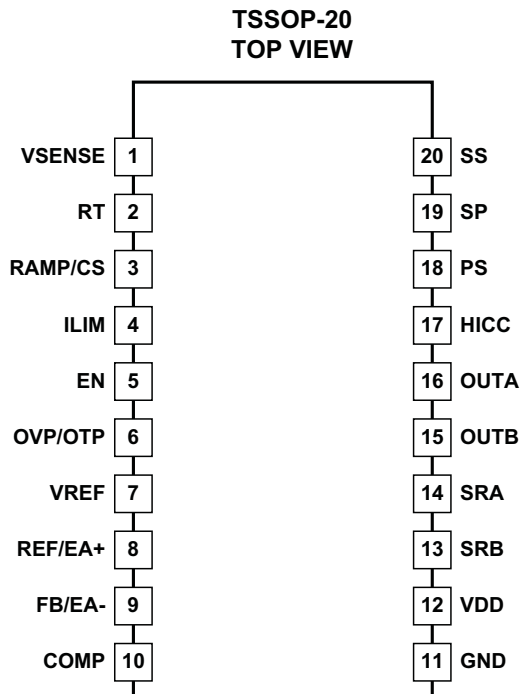 TSSOP-20
TOP VIEW
VSENSE 1 20 SS
RT 2 19 SP
RAMP/CS 3 18 PS
ILIM 4 17 HICC
EN 5 16 OUTA
OVP/OTP 6 15 OUTB
VREF 7 14 SRA
REF/EA+ 8 13 SRB
FB/EA- 9 12 VDD
COMP 10 11 GND